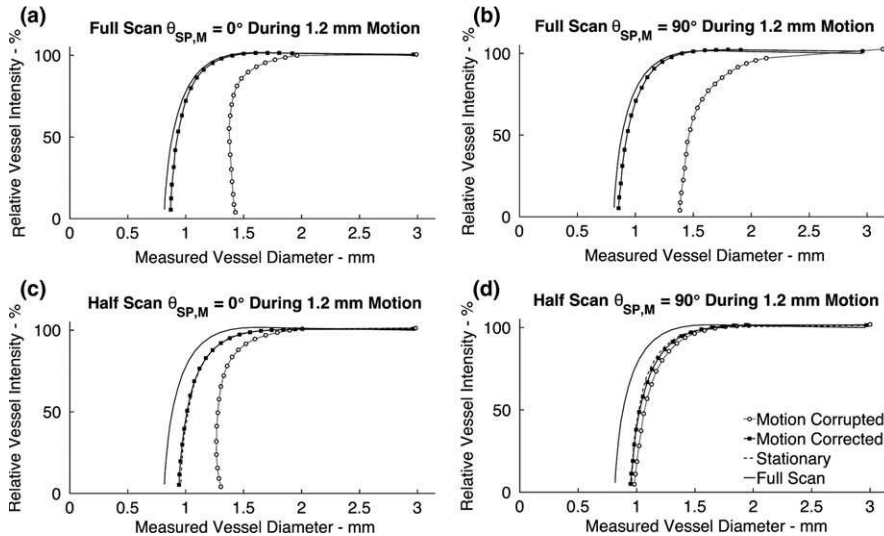 (a)
Full Scan θSP,M = 0° During 1.2 mm Motion
Relative Vessel Intensity - %
100
50
0
0 0.5 1 1.5 2 2.5 3
Measured Vessel Diameter - mm
(b)
Full Scan θSP,M = 90° During 1.2 mm Motion
Relative Vessel Intensity - %
100
50
0
0 0.5 1 1.5 2 2.5 3
Measured Vessel Diameter - mm
(c)
Half Scan θSP,M = 0° During 1.2 mm Motion
Relative Vessel Intensity - %
100
50
0
0 0.5 1 1.5 2 2.5 3
Measured Vessel Diameter - mm
(d)
Half Scan θSP,M = 90° During 1.2 mm Motion
Relative Vessel Intensity - %
100
50
0
Motion Corrupted
Motion Corrected
Stationary
Full Scan
0 0.5 1 1.5 2 2.5 3
Measured Vessel Diameter - mm